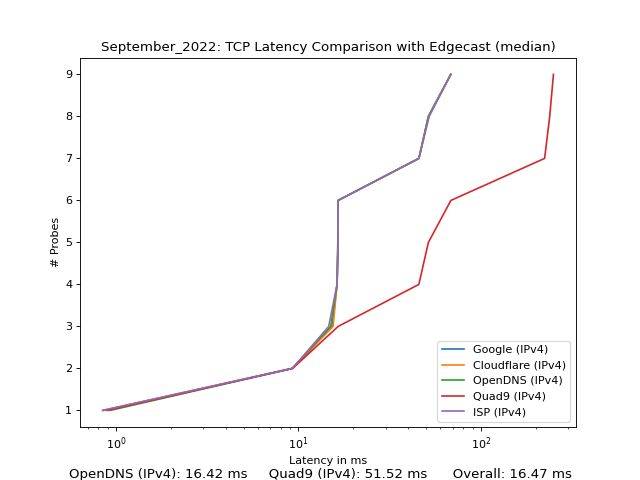 September_2022: TCP Latency Comparison with Edgecast (median)
9
8
7
6
5
4
3
2
1
# Probes
Google (IPv4)
Cloudflare (IPv4)
OpenDNS (IPv4)
Quad9 (IPv4)
ISP (IPv4)
10⁰ 10¹ 10²
Latency in ms
OpenDNS (IPv4): 16.42 ms Quad9 (IPv4): 51.52 ms Overall: 16.47 ms